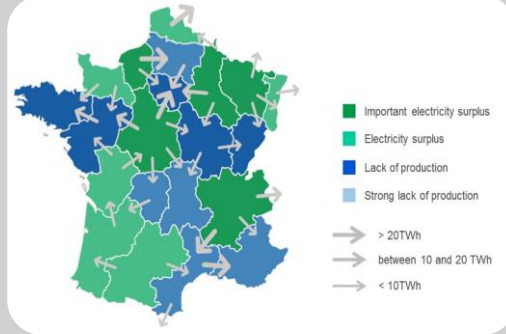 Important electricity surplus
Electricity surplus
Lack of production
Strong lack of production
> 20TWh
between 10 and 20 TWh
< 10TWh